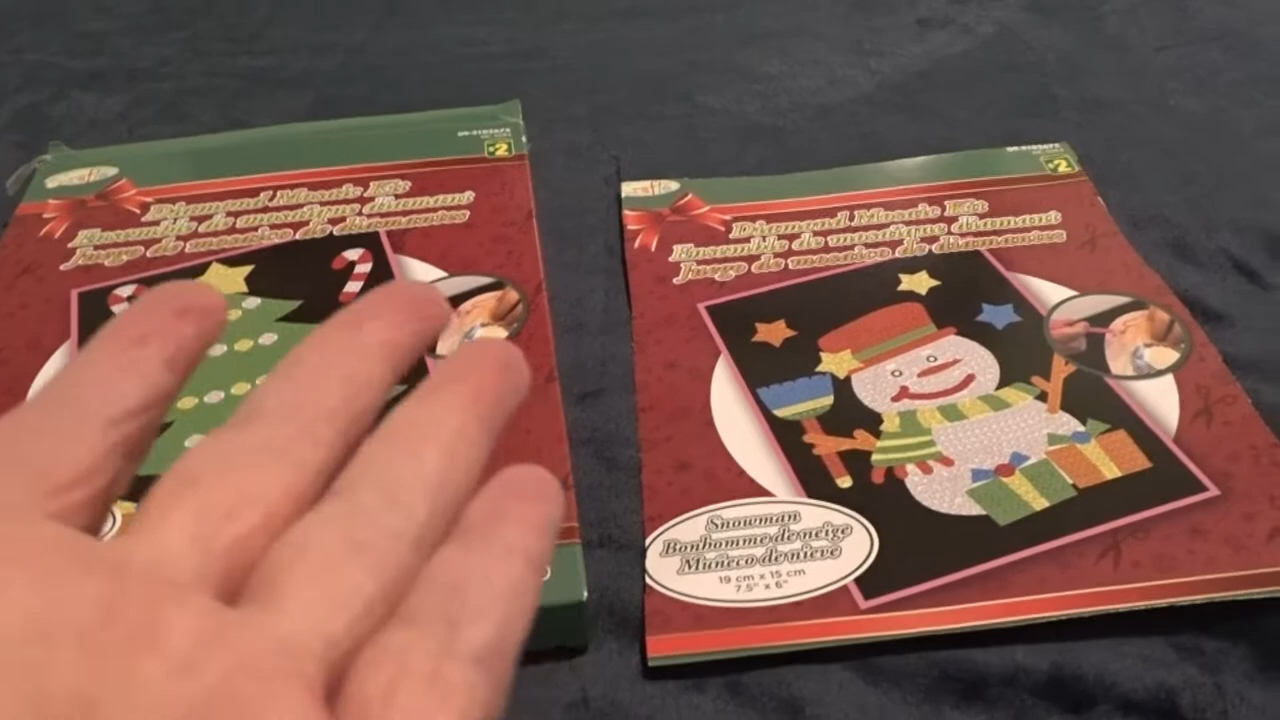 $2
Diamond Mosaic Kit
Ensemble de mosaïque diamant
Juego de mosaico de diamantes
crafts
$2
Diamond Mosaic Kit
Ensemble de mosaïque diamant
Juego de mosaico de diamantes
Snowman
Bonhomme de neige
Muñeco de nieve
19 cm x 15 cm
7.5" x 6"